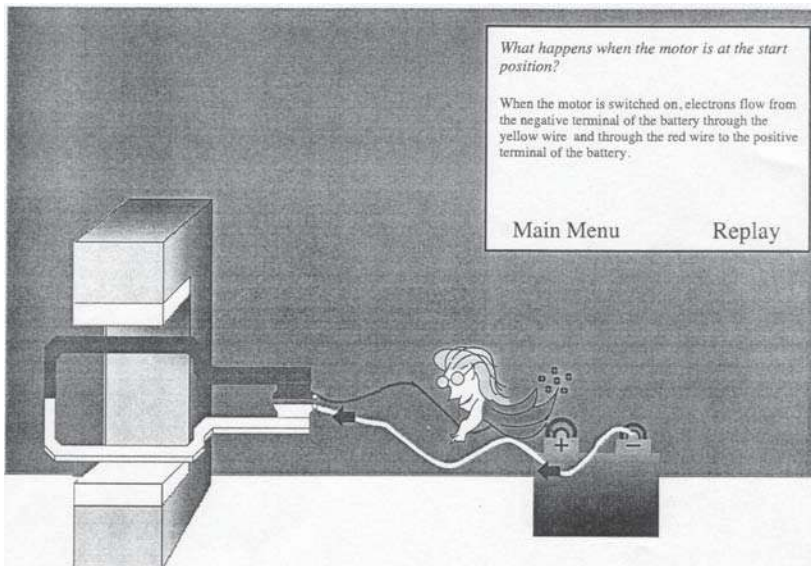 What happens when the motor is at the start
position?
When the motor is switched on, electrons flow from
the negative terminal of the battery through the
yellow wire and through the red wire to the positive
terminal of the battery.
Main Menu
Replay
+
−